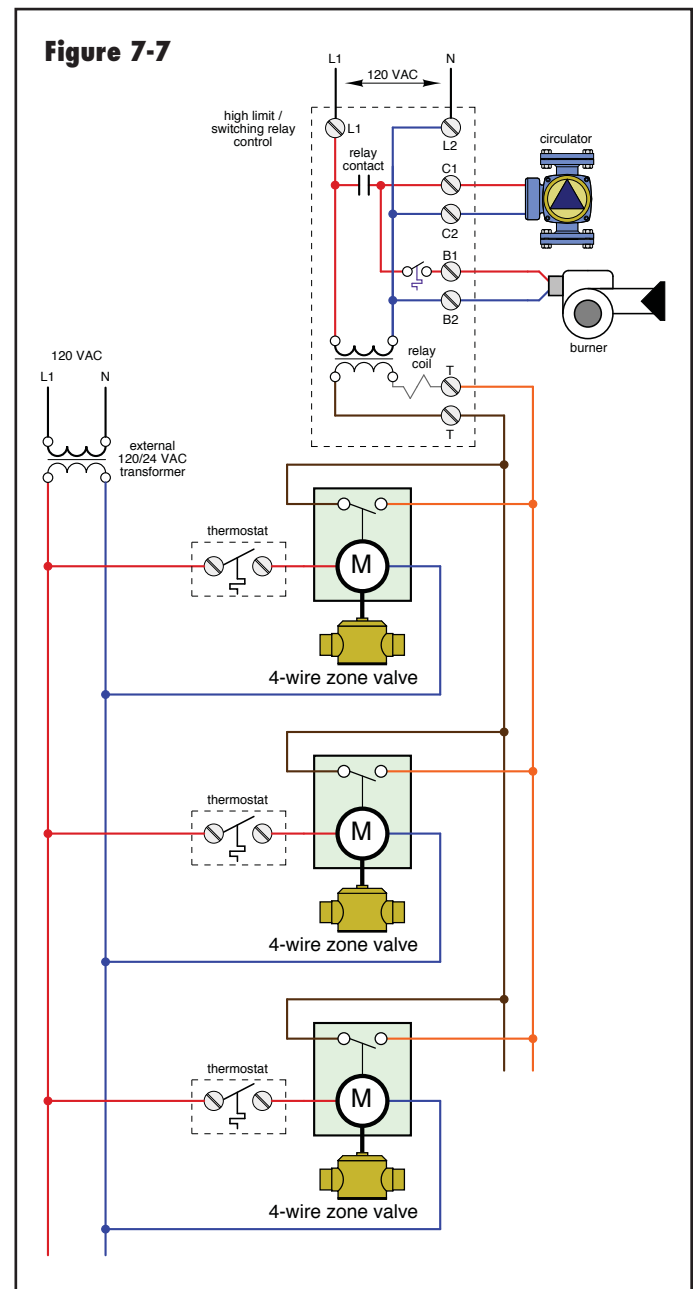 Figure 7-7
L1
N
120 VAC
high limit /
switching relay
control
L1
L2
relay
contact
circulator
C1
C2
B1
B2
burner
relay
coil
T
T
120 VAC
L1
N
external
120/24 VAC
transformer
thermostat
M
4-wire zone valve
thermostat
M
4-wire zone valve
thermostat
M
4-wire zone valve